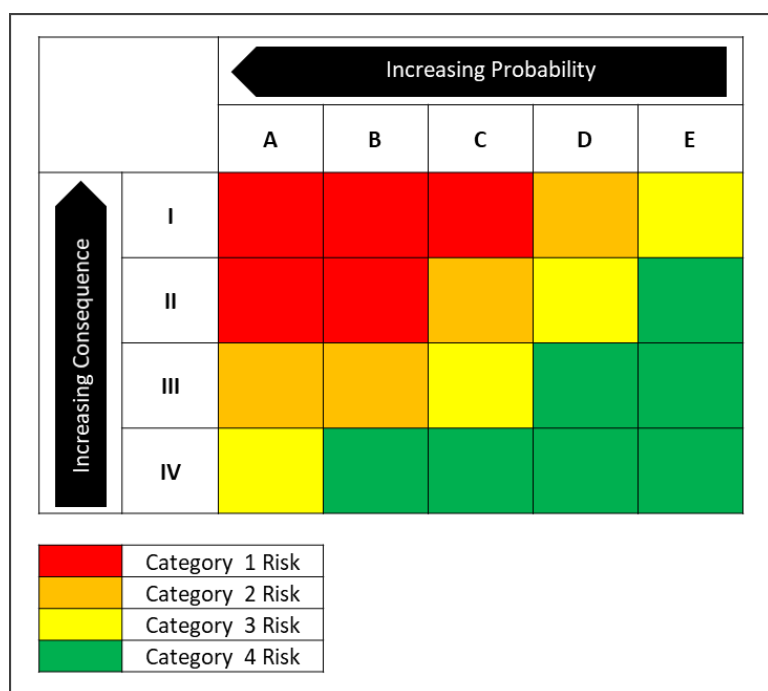 Increasing Probability
A B C D E
Increasing Consequence
I
II
III
IV
Category 1 Risk
Category 2 Risk
Category 3 Risk
Category 4 Risk